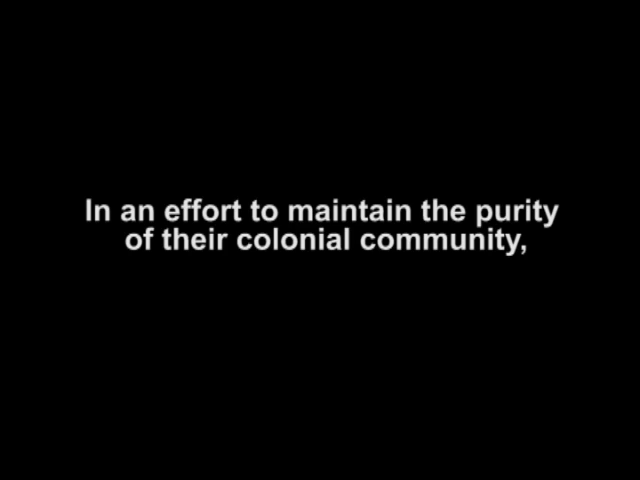 In an effort to maintain the purity
of their colonial community,